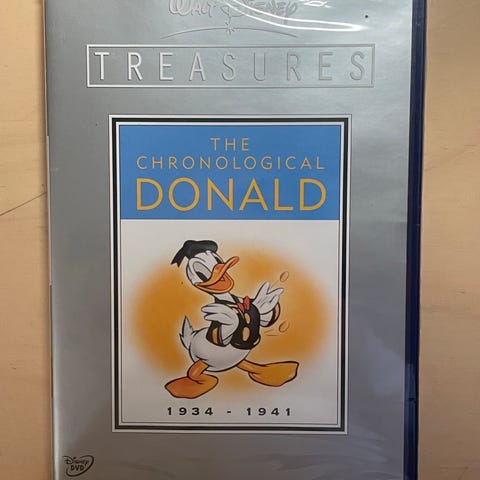 WALT DISNEY
TREASURES
THE
CHRONOLOGICAL
DONALD
1934 - 1941
Disney
DVD